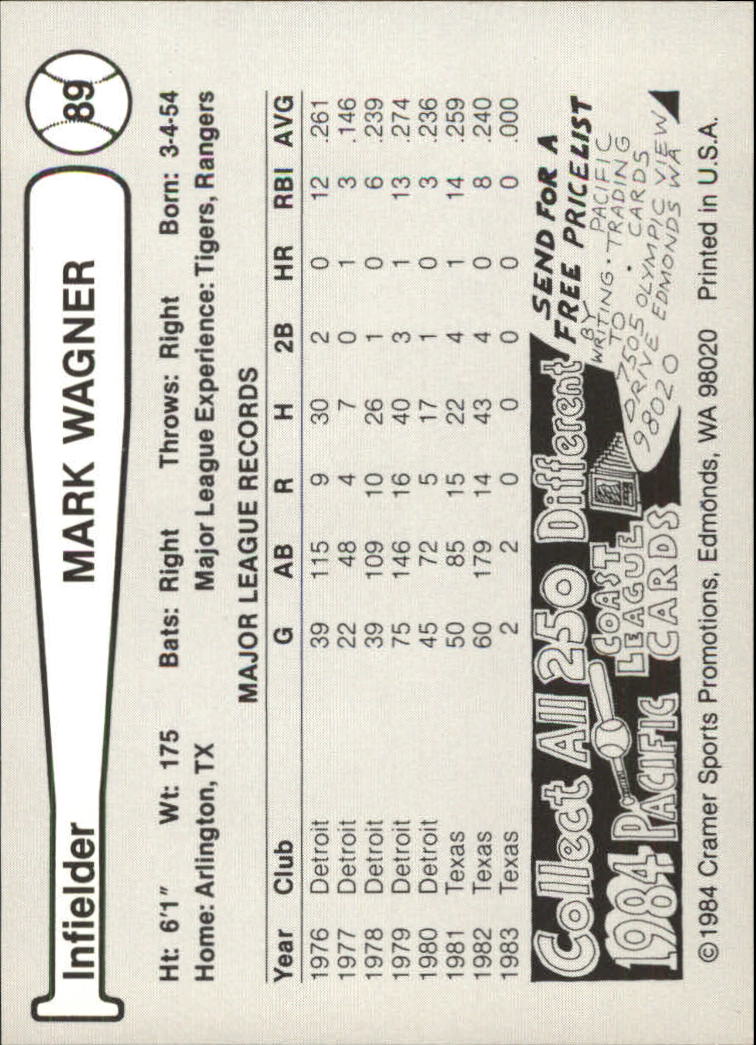 Infielder MARK WAGNER 89
Ht: 6'1" Wt: 175 Bats: Right Throws: Right Born: 3-4-54
Home: Arlington, TX Major League Experience: Tigers, Rangers
MAJOR LEAGUE RECORDS
Year Club G AB R H 2B HR RBI AVG
1976 Detroit 39 115 9 30 2 0 12 .261
1977 Detroit 22 48 4 7 0 1 3 .146
1978 Detroit 39 109 10 26 1 0 6 .239
1979 Detroit 75 146 16 40 3 1 13 .274
1980 Detroit 45 72 5 17 1 0 3 .236
1981 Texas 50 85 15 22 4 1 14 .259
1982 Texas 60 179 14 43 4 0 8 .240
1983 Texas 2 2 0 0 0 0 0 .000
Collect All 250 Different
1984 PACIFIC COAST
LEAGUE
CARDS
SEND FOR A
FREE PRICELIST
BY
WRITING · PACIFIC
TO · TRADING
CARDS
7505 OLYMPIC VIEW
DRIVE EDMONDS WA
98020
©1984 Cramer Sports Promotions, Edmonds, WA 98020 Printed in U.S.A.